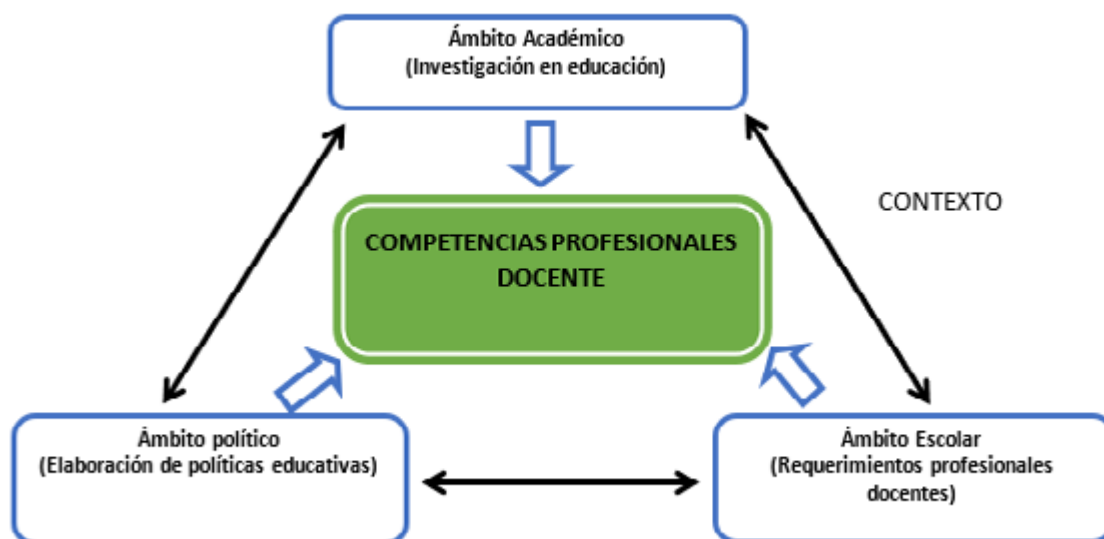 Ámbito Académico
(Investigación en educación)
CONTEXTO
COMPETENCIAS PROFESIONALES
DOCENTE
Ámbito político
(Elaboración de políticas educativas)
Ámbito Escolar
(Requerimientos profesionales
docentes)